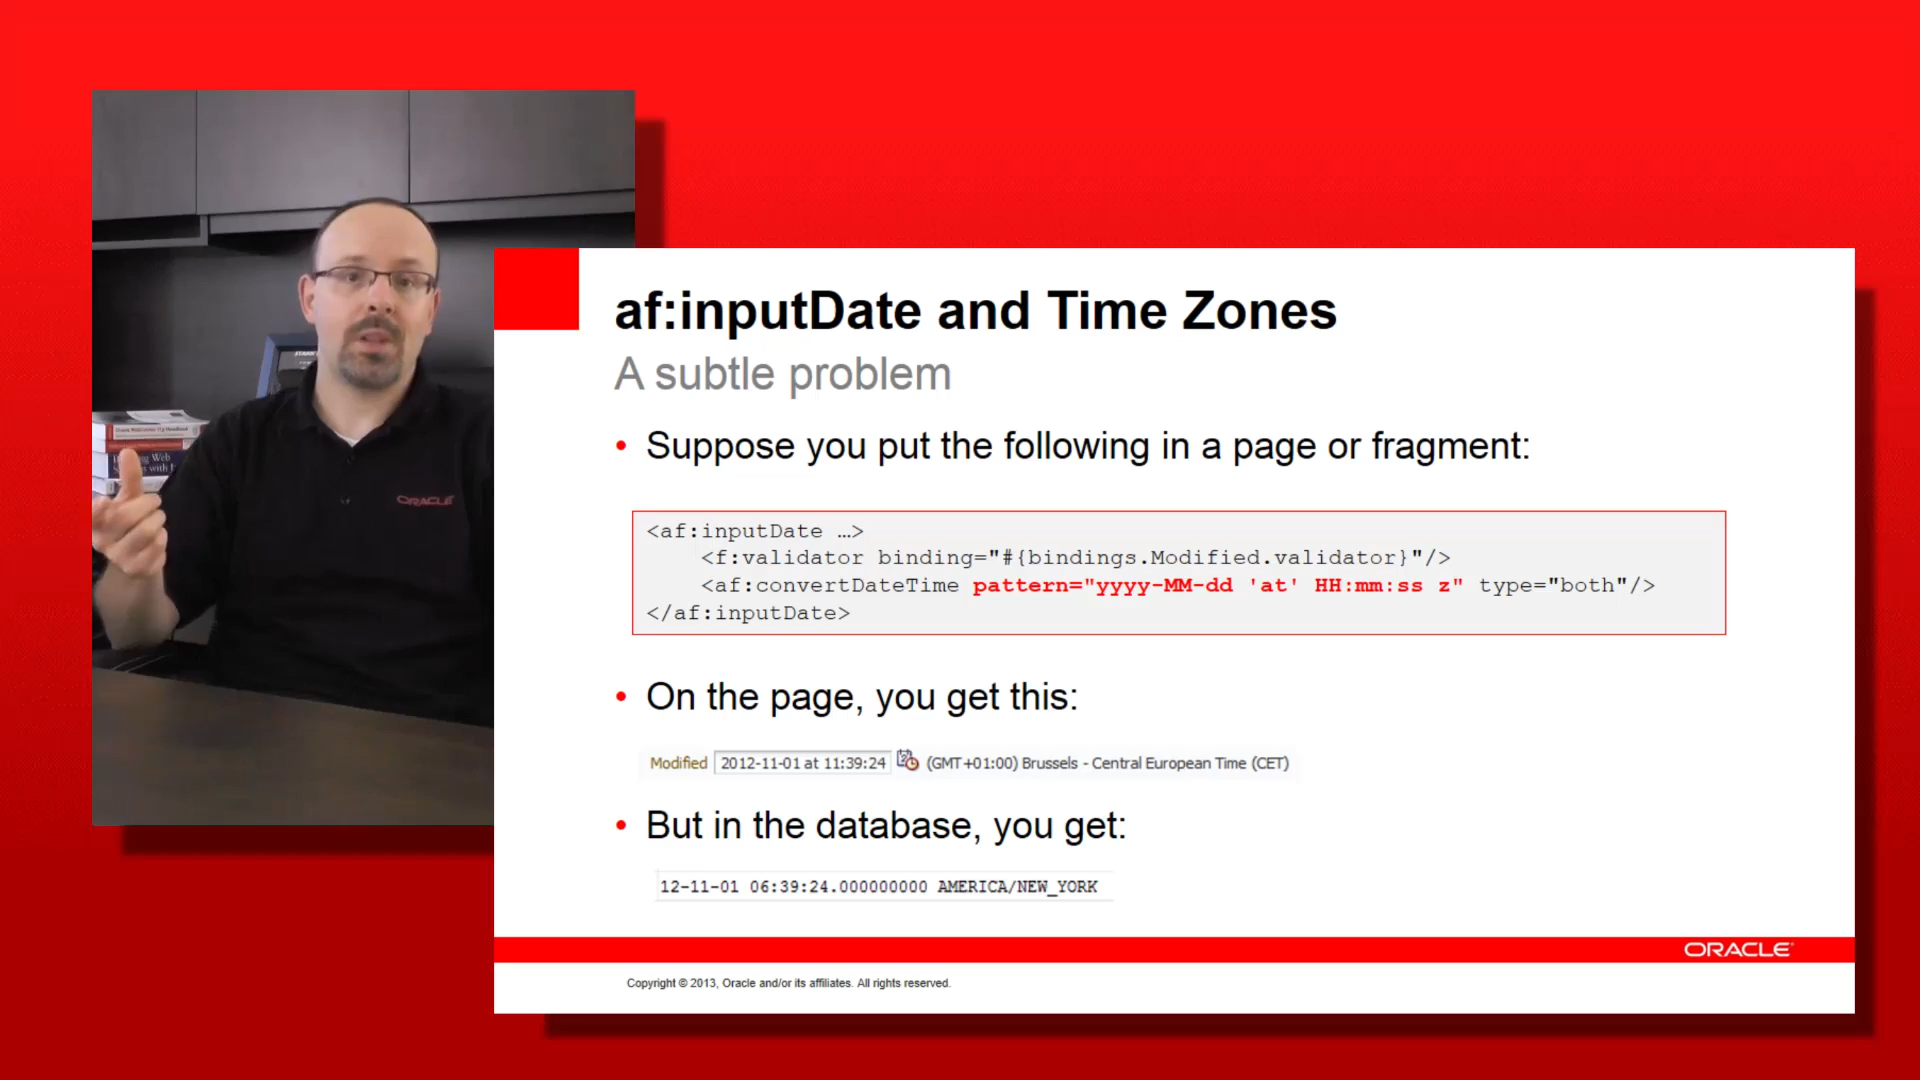 af:inputDate and Time Zones
A subtle problem
• Suppose you put the following in a page or fragment:
<af:inputDate …>
<f:validator binding="#{bindings.Modified.validator}"/>
<af:convertDateTime pattern="yyyy-MM-dd 'at' HH:mm:ss z" type="both"/>
</af:inputDate>
• On the page, you get this:
Modified 2012-11-01 at 11:39:24 (GMT+01:00) Brussels - Central European Time (CET)
• But in the database, you get:
12-11-01 06:39:24.000000000 AMERICA/NEW_YORK
ORACLE
Copyright © 2013, Oracle and/or its affiliates. All rights reserved.
ORACLE
Web
with